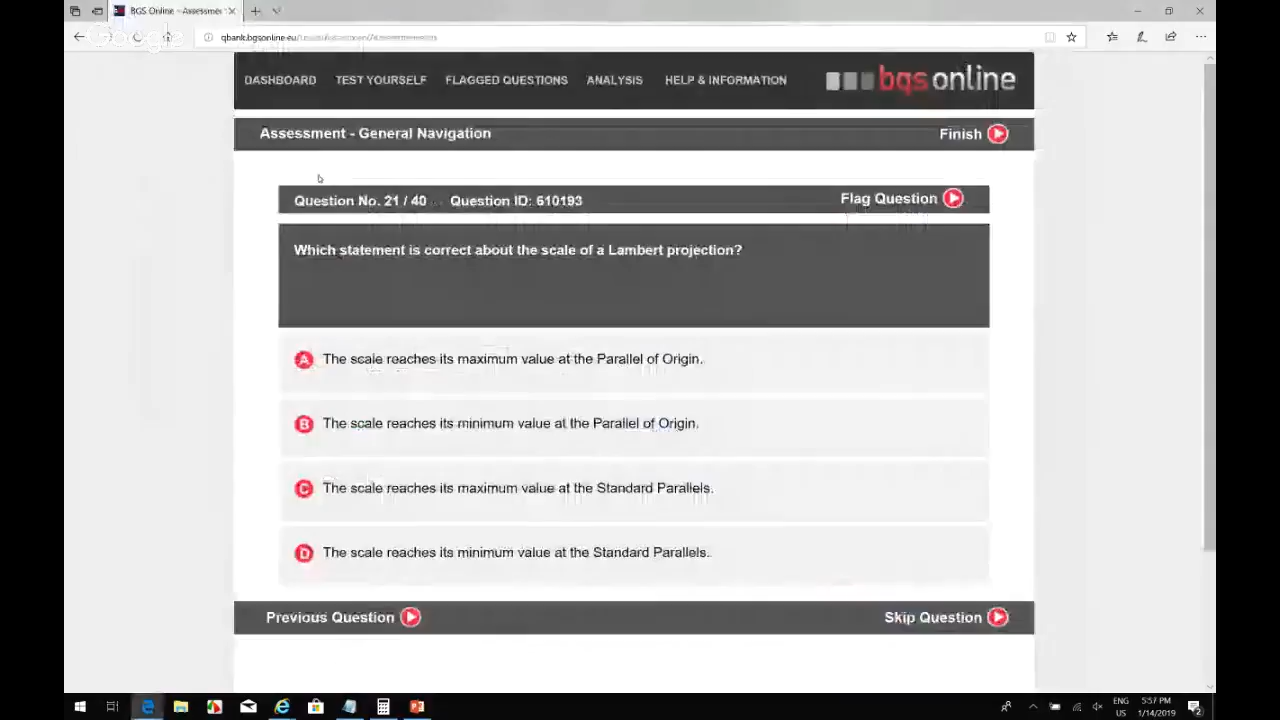 BGS Online - Assessmen
qbank.bgsonline.eu
Google
DASHBOARD TEST YOURSELF FLAGGED QUESTIONS ANALYSIS HELP & INFORMATION bgs online
Assessment - General Navigation Finish
Question No. 21 / 40 Question ID: 610193 Flag Question
Which statement is correct about the scale of a Lambert projection?
A The scale reaches its maximum value at the Parallel of Origin.
B The scale reaches its minimum value at the Parallel of Origin.
C The scale reaches its maximum value at the Standard Parallels.
D The scale reaches its minimum value at the Standard Parallels.
Previous Question Skip Question
ENG 5:57 PM
US 1/14/2019 2